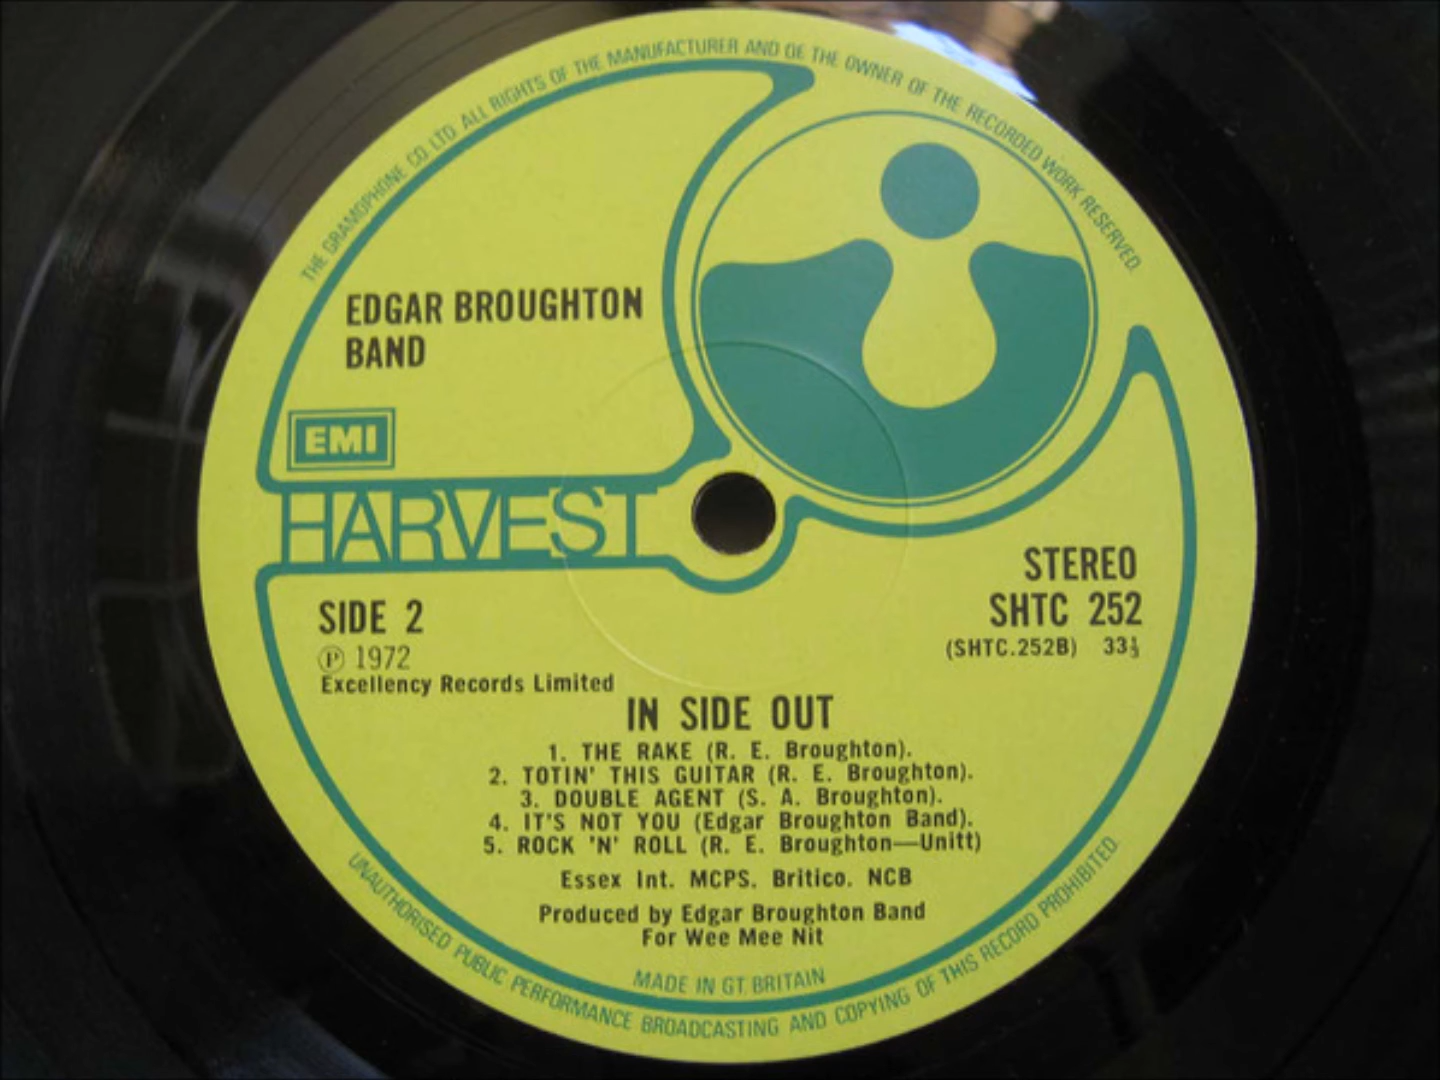 THE GRAMOPHONE CO. LTD. ALL RIGHTS OF THE MANUFACTURER AND OF THE OWNER OF THE RECORDED WORK RESERVED.
EDGAR BROUGHTON
BAND
EMI
HARVEST
STEREO
SIDE 2
SHTC 252
℗ 1972
(SHTC.252B) 33⅓
Excellency Records Limited
IN SIDE OUT
1. THE RAKE (R. E. Broughton).
2. TOTIN' THIS GUITAR (R. E. Broughton).
3. DOUBLE AGENT (S. A. Broughton).
4. IT'S NOT YOU (Edgar Broughton Band).
5. ROCK 'N' ROLL (R. E. Broughton—Unitt)
Essex Int. MCPS. Britico. NCB
Produced by Edgar Broughton Band
For Wee Mee Nit
MADE IN GT. BRITAIN
UNAUTHORISED PUBLIC PERFORMANCE BROADCASTING AND COPYING OF THIS RECORD PROHIBITED.